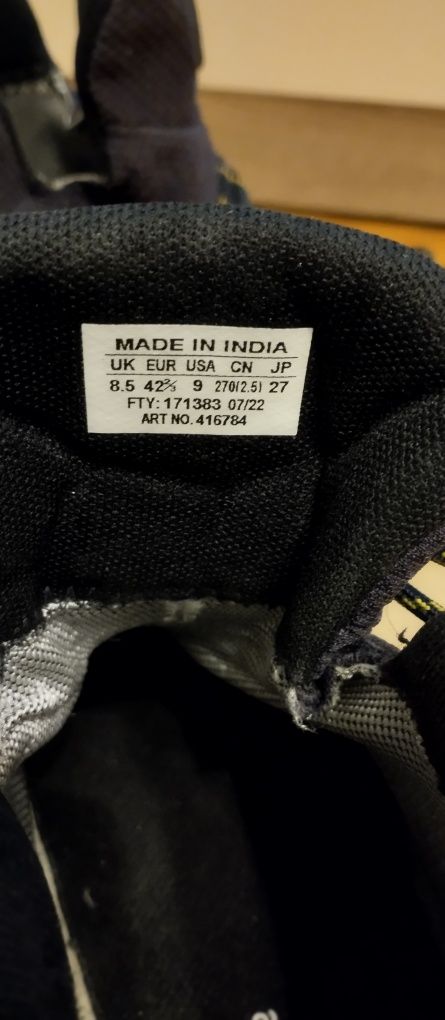 MADE IN INDIA
UK EUR USA CN JP
8.5 42⅔ 9 270(2.5) 27
FTY: 171383 07/22
ART NO. 416784